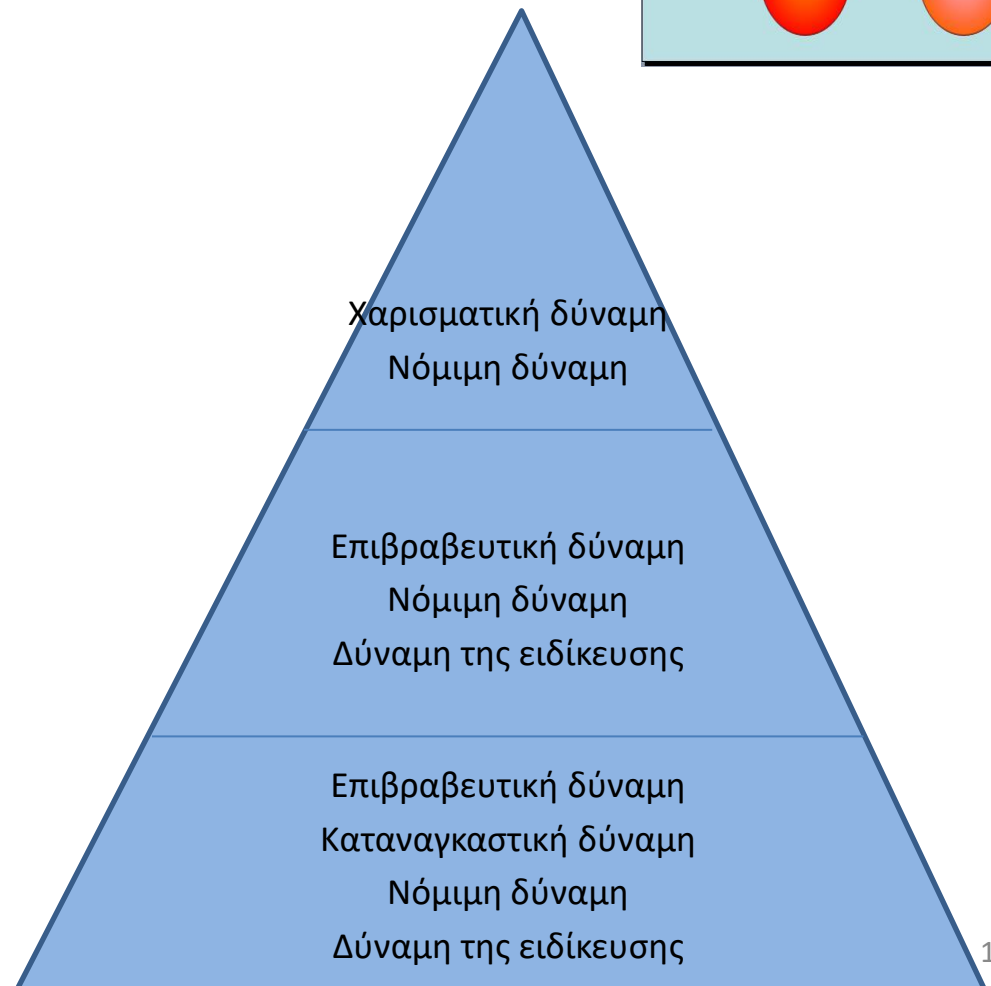 Χαρισματική δύναμη
Νόμιμη δύναμη
Επιβραβευτική δύναμη
Νόμιμη δύναμη
Δύναμη της ειδίκευσης
Επιβραβευτική δύναμη
Καταναγκαστική δύναμη
Νόμιμη δύναμη
Δύναμη της ειδίκευσης